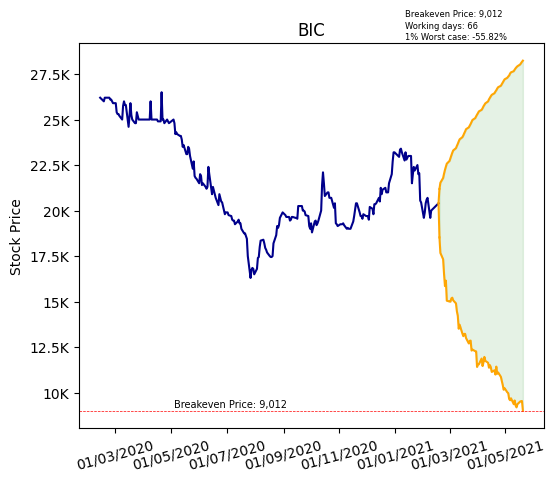 Breakeven Price: 9,012
Working days: 66
1% Worst case: -55.82%
BIC
Stock Price
27.5K
25K
22.5K
20K
17.5K
15K
12.5K
10K
Breakeven Price: 9,012
01/03/2020
01/05/2020
01/07/2020
01/09/2020
01/11/2020
01/01/2021
01/03/2021
01/05/2021